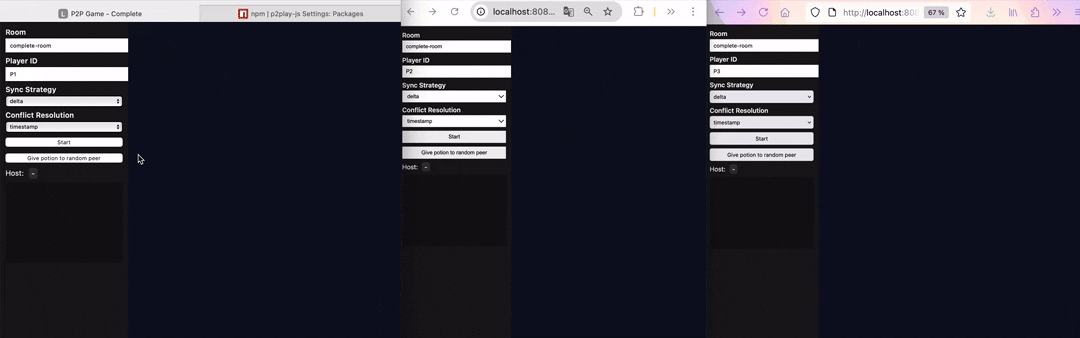 P2P Game - Complete
npm | p2play-js Settings: Packages
Room
complete-room
Player ID
P1
Sync Strategy
delta
Conflict Resolution
timestamp
Start
Give potion to random peer
Host: -
localhost:808...
Room
complete-room
Player ID
P2
Sync Strategy
delta
Conflict Resolution
timestamp
Start
Give potion to random peer
Host: -
http://localhost:808
67 %
Room
complete-room
Player ID
P3
Sync Strategy
delta
Conflict Resolution
timestamp
Start
Give potion to random peer
Host: -